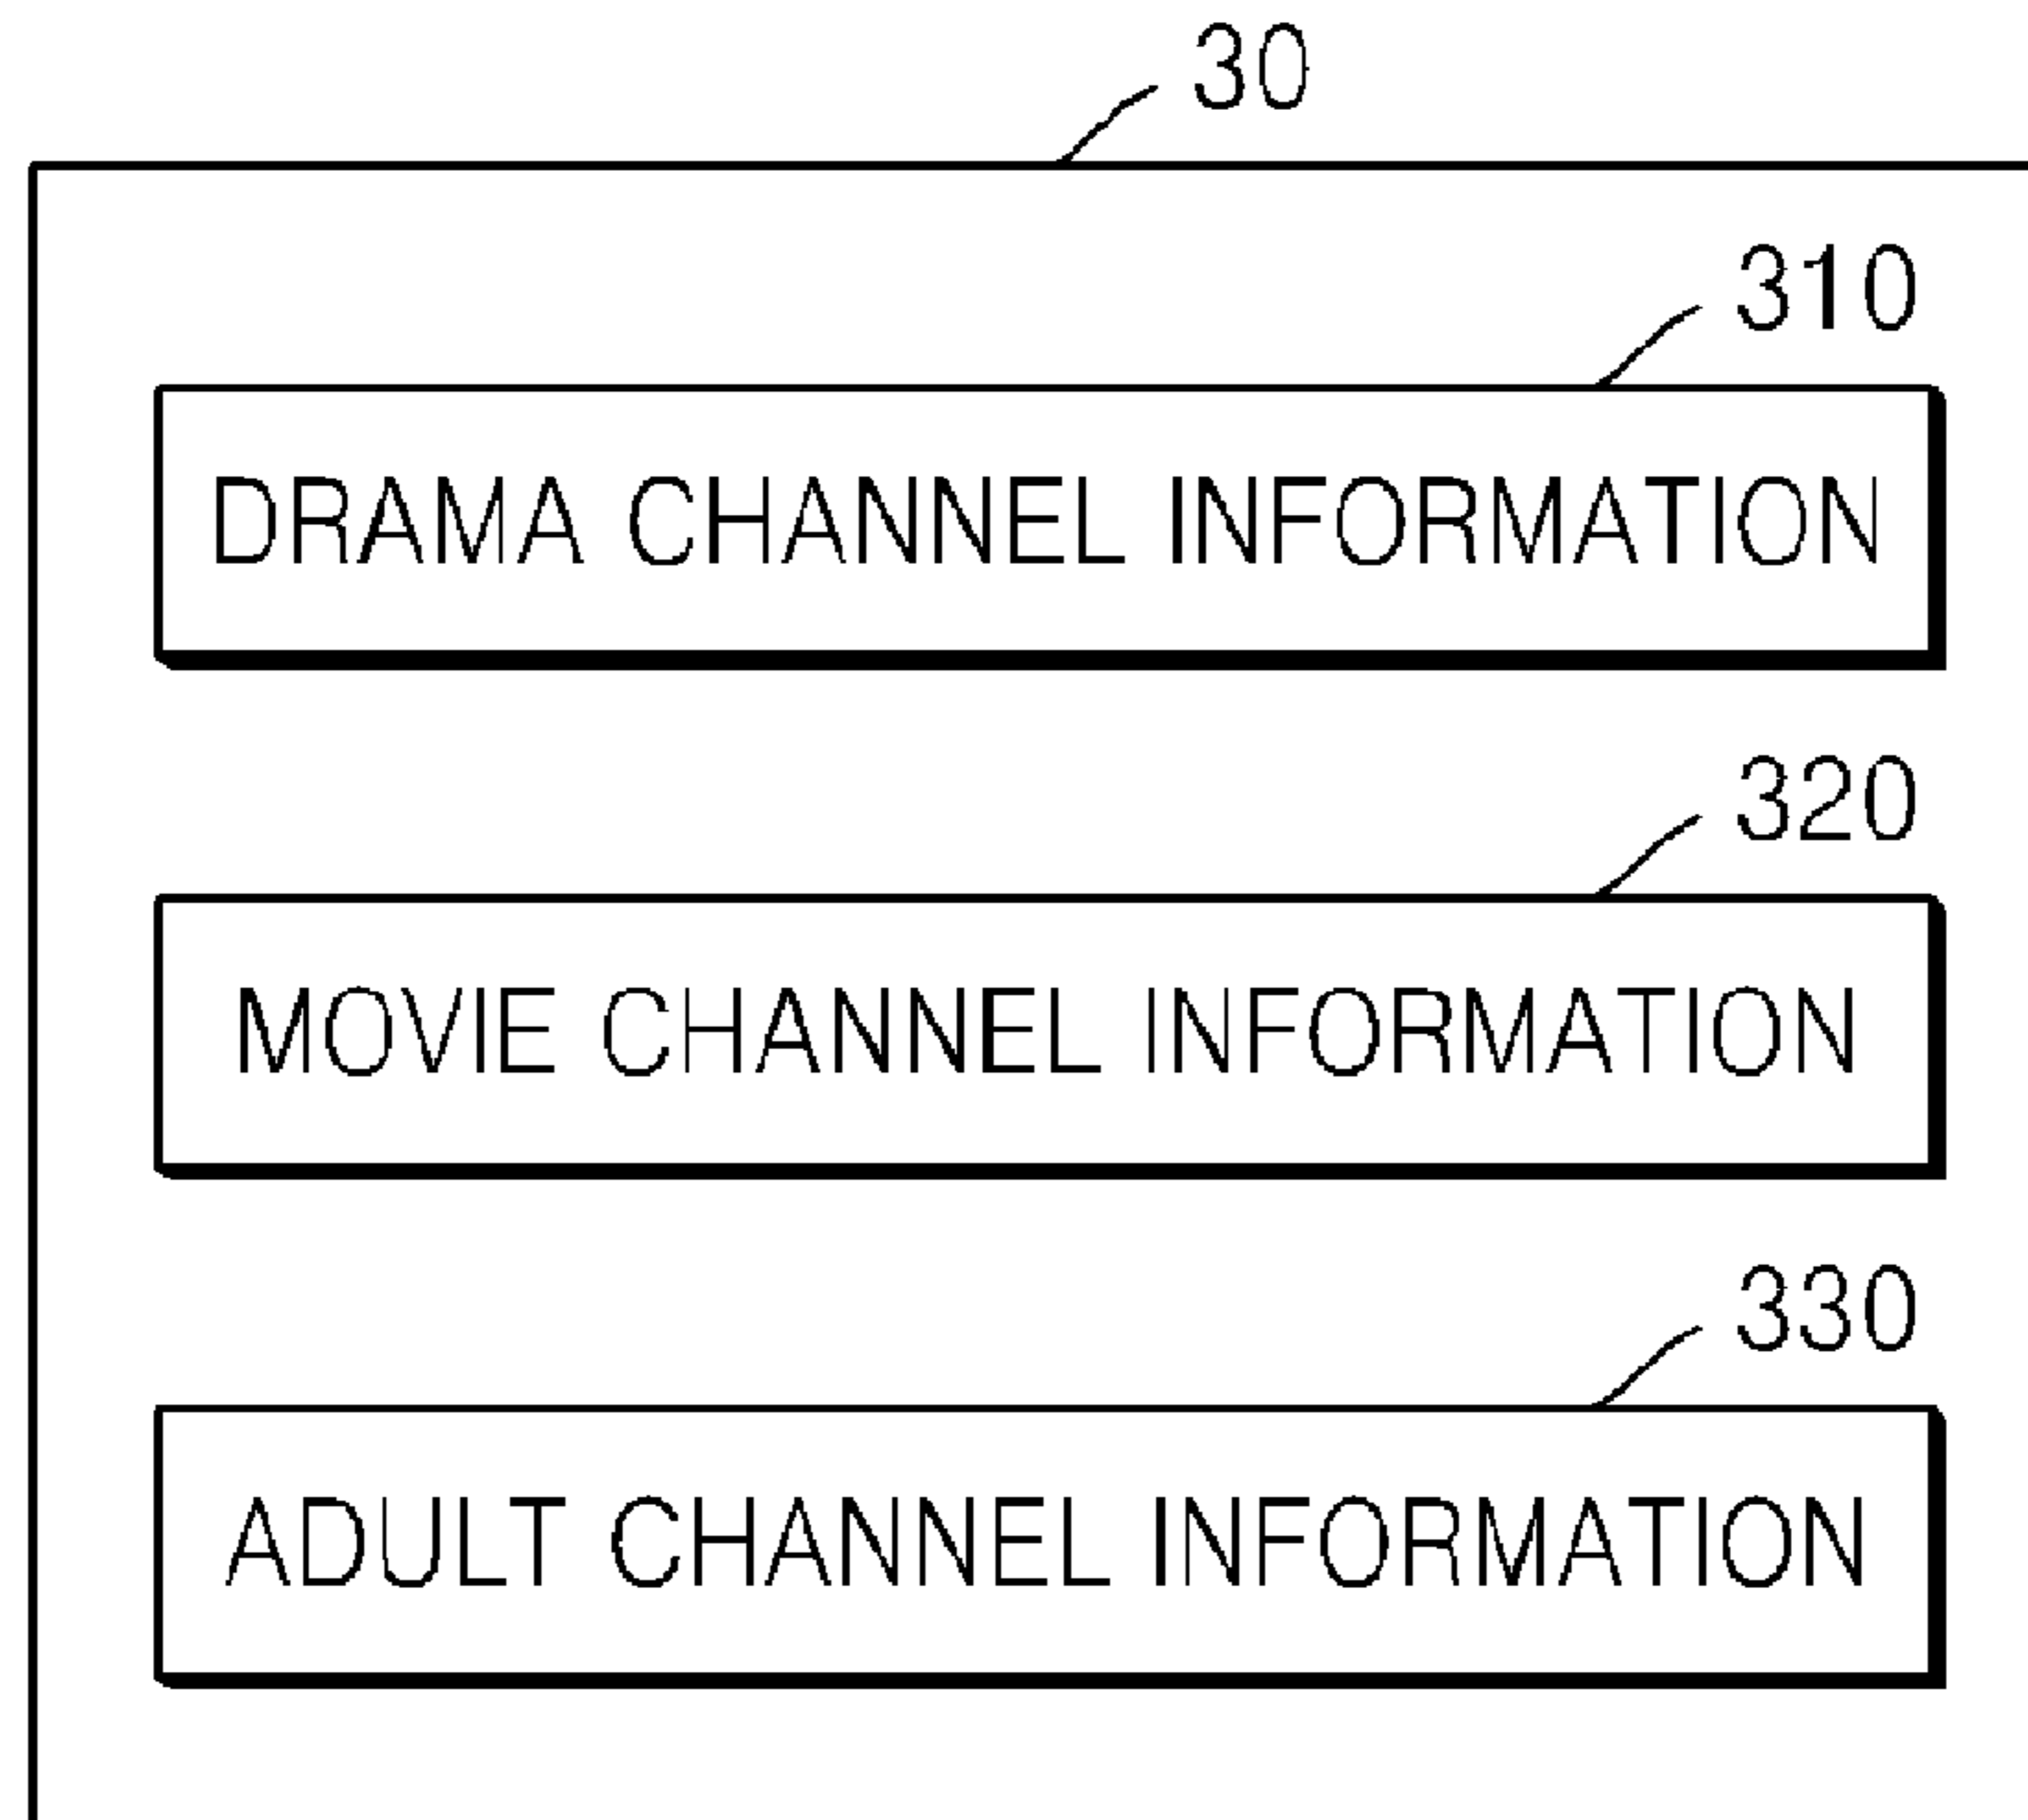 30
310
DRAMA CHANNEL INFORMATION
320
MOVIE CHANNEL INFORMATION
330
ADULT CHANNEL INFORMATION